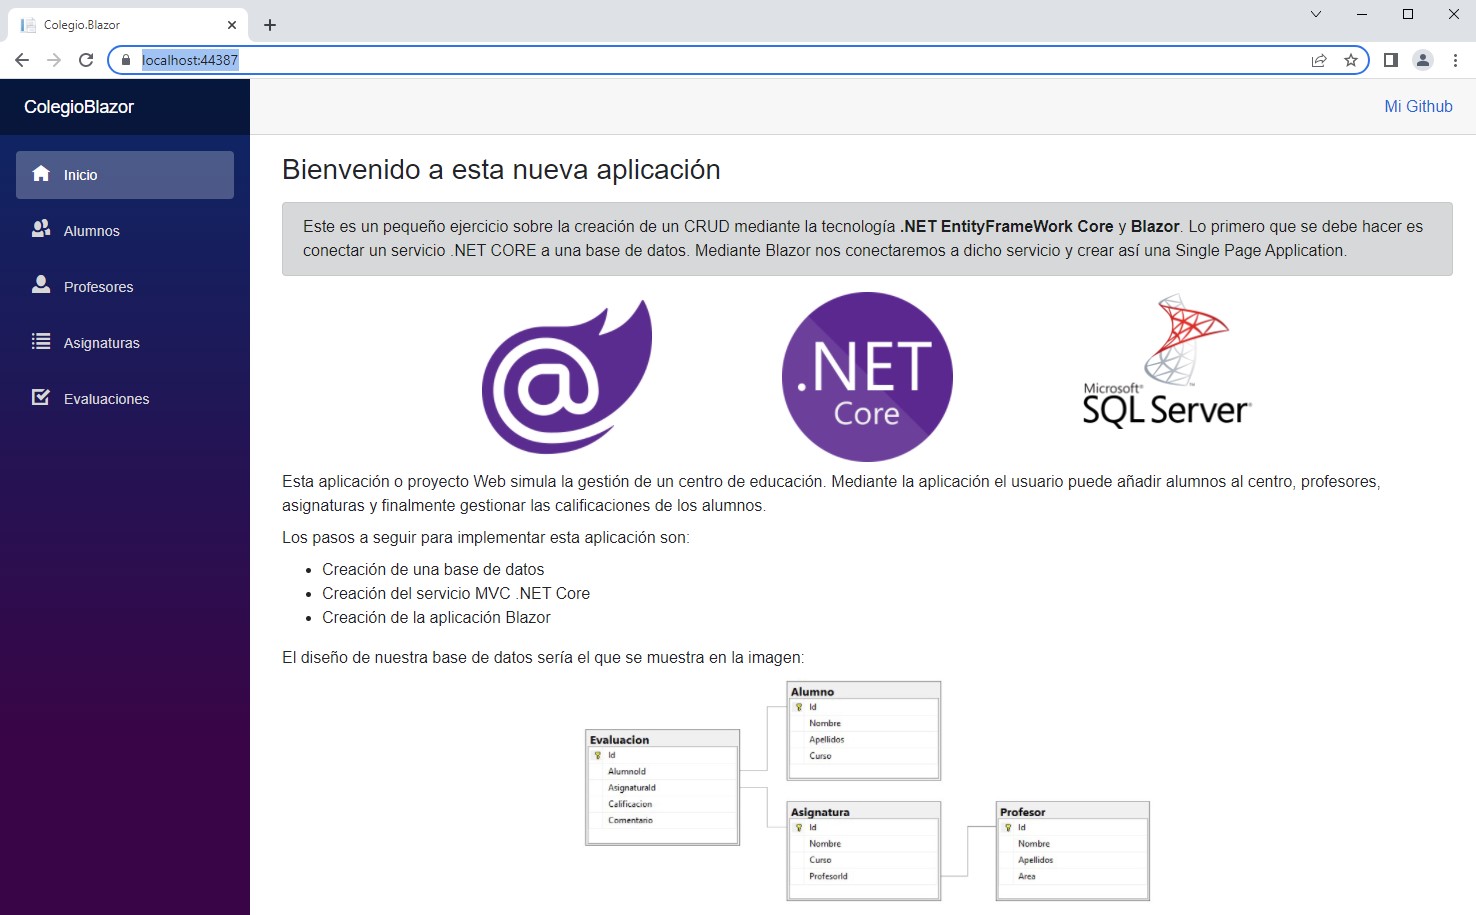 Colegio.Blazor
localhost:44387
ColegioBlazor
Mi Github
Inicio
Alumnos
Profesores
Asignaturas
Evaluaciones
Bienvenido a esta nueva aplicación
Este es un pequeño ejercicio sobre la creación de un CRUD mediante la tecnología .NET EntityFrameWork Core y Blazor. Lo primero que se debe hacer es
conectar un servicio .NET CORE a una base de datos. Mediante Blazor nos conectaremos a dicho servicio y crear así una Single Page Application.
@
.NET
Core
Microsoft®
SQL Server®
Esta aplicación o proyecto Web simula la gestión de un centro de educación. Mediante la aplicación el usuario puede añadir alumnos al centro, profesores,
asignaturas y finalmente gestionar las calificaciones de los alumnos.
Los pasos a seguir para implementar esta aplicación son:
• Creación de una base de datos
• Creación del servicio MVC .NET Core
• Creación de la aplicación Blazor
El diseño de nuestra base de datos sería el que se muestra en la imagen:
Evaluacion
Id
AlumnoId
AsignaturaId
Calificacion
Comentario
Alumno
Id
Nombre
Apellidos
Curso
Asignatura
Id
Nombre
Curso
ProfesorId
Profesor
Id
Nombre
Apellidos
Area